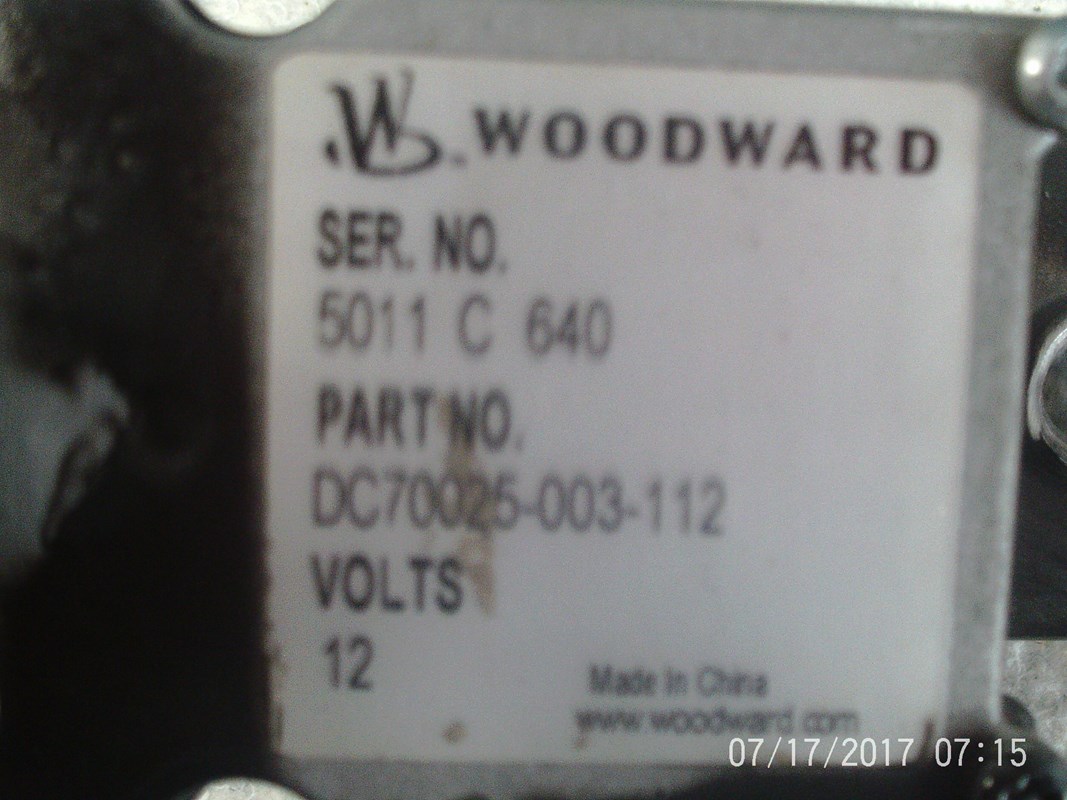 WOODWARD
SER. NO.
5011 C 640
PART NO.
DC70025-003-112
VOLTS
12
Made In China
www.woodward.com
07/17/2017 07:15